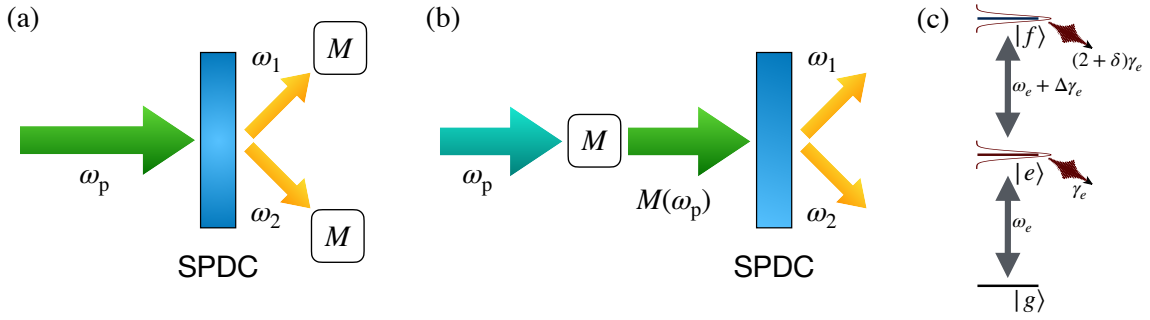 (a)
ω₁
M
ωₚ
ω₂
M
SPDC
(b)
ω₁
M
ωₚ
M(ωₚ)
ω₂
SPDC
(c)
|f⟩
(2 + δ)γₑ
ωₑ + Δγₑ
|e⟩
γₑ
ωₑ
|g⟩